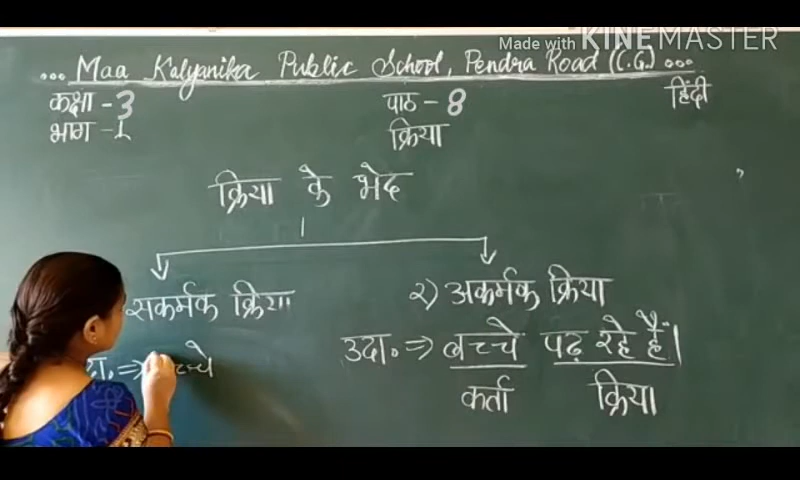 Made with KINEMASTER
... Maa Kalyanika Public School, Pendra Road (C.G.) ...
कक्षा - 3 पाठ - 8 हिंदी
भाग - 1 क्रिया
क्रिया के भेद
सकर्मक क्रिया २) अकर्मक क्रिया
उदा. ⇒ बच्चे पढ़ रहे हैं।
कर्ता क्रिया